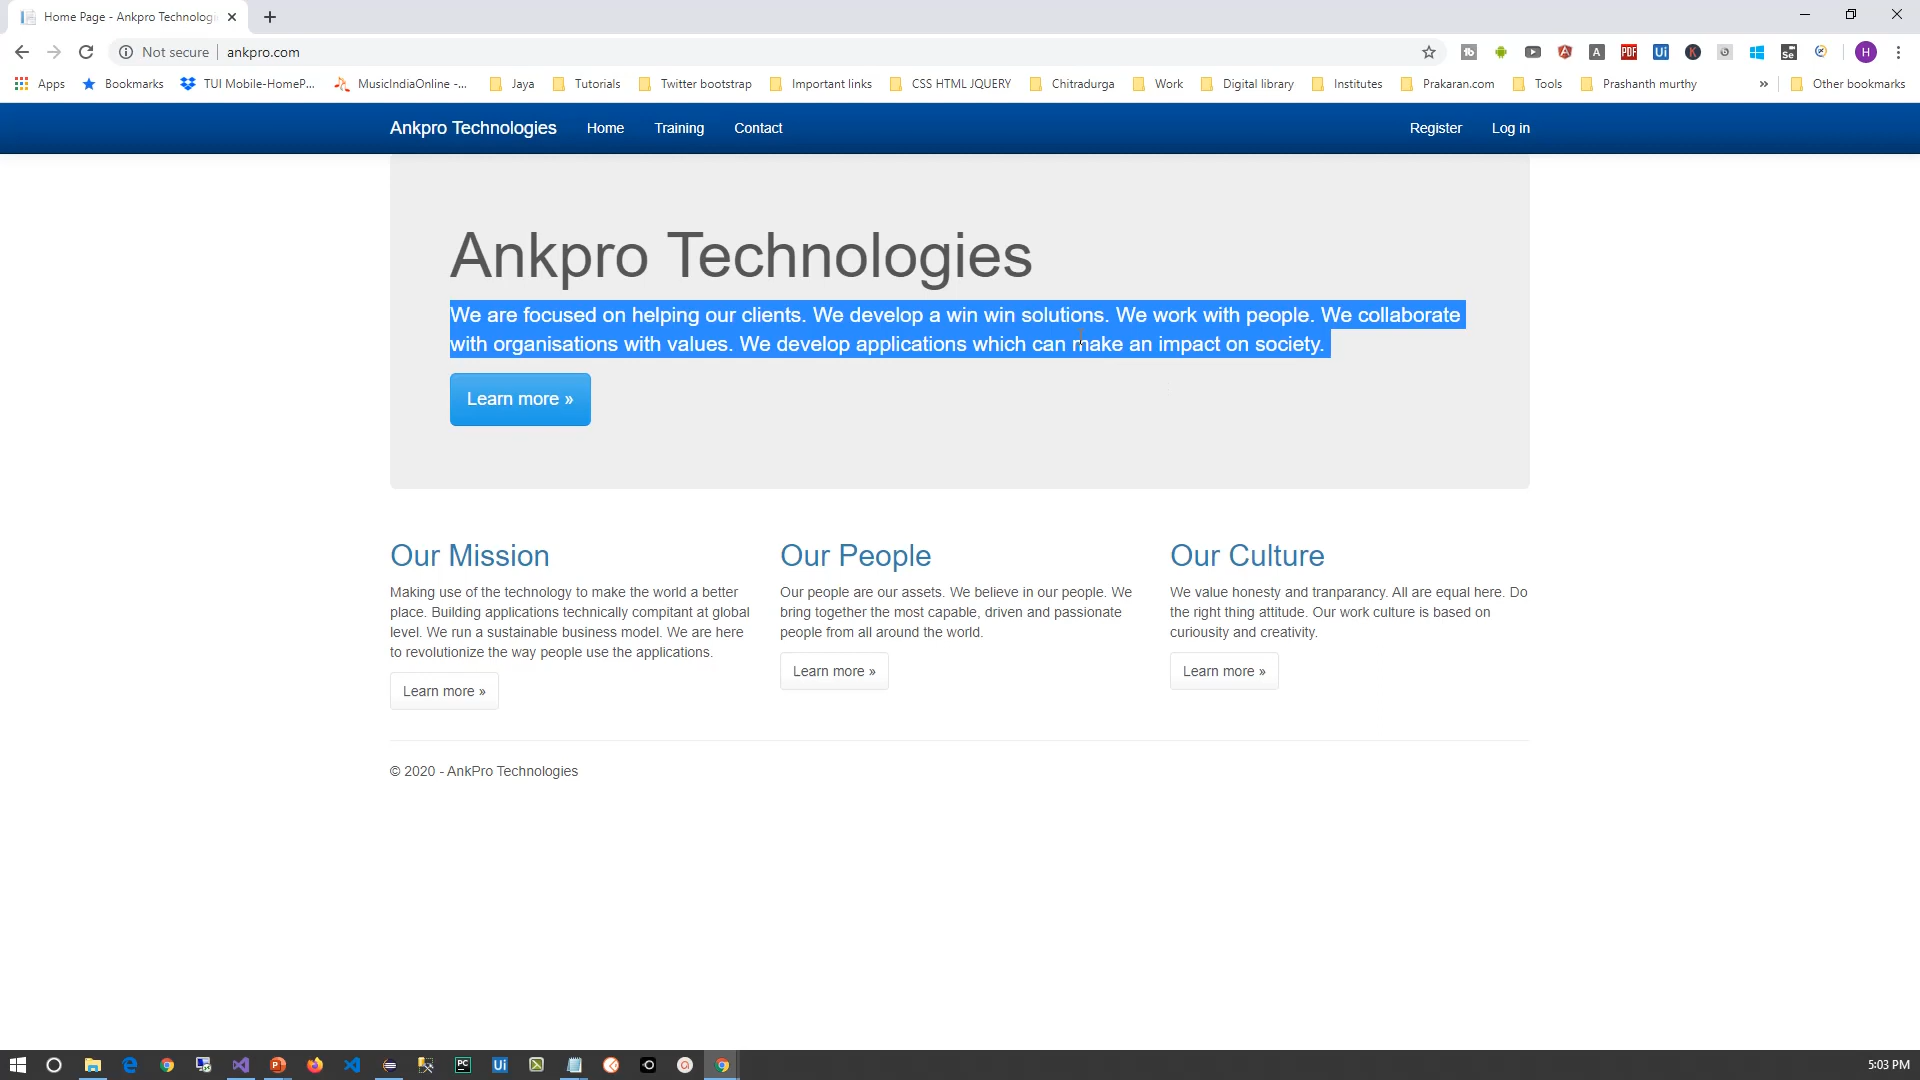 Home Page - Ankpro Technologi
Not secure ankpro.com
Apps Bookmarks TUI Mobile-HomeP... MusicIndiaOnline -... Jaya Tutorials Twitter bootstrap Important links CSS HTML JQUERY Chitradurga Work Digital library Institutes Prakaran.com Tools Prashanth murthy » Other bookmarks
Ankpro Technologies Home Training Contact Register Log in
Ankpro Technologies
We are focused on helping our clients. We develop a win win solutions. We work with people. We collaborate
with organisations with values. We develop applications which can make an impact on society.
Learn more »
Our Mission
Making use of the technology to make the world a better
place. Building applications technically compitant at global
level. We run a sustainable business model. We are here
to revolutionize the way people use the applications.
Learn more »
Our People
Our people are our assets. We believe in our people. We
bring together the most capable, driven and passionate
people from all around the world.
Learn more »
Our Culture
We value honesty and tranparancy. All are equal here. Do
the right thing attitude. Our work culture is based on
curiousity and creativity.
Learn more »
© 2020 - AnkPro Technologies
5:03 PM